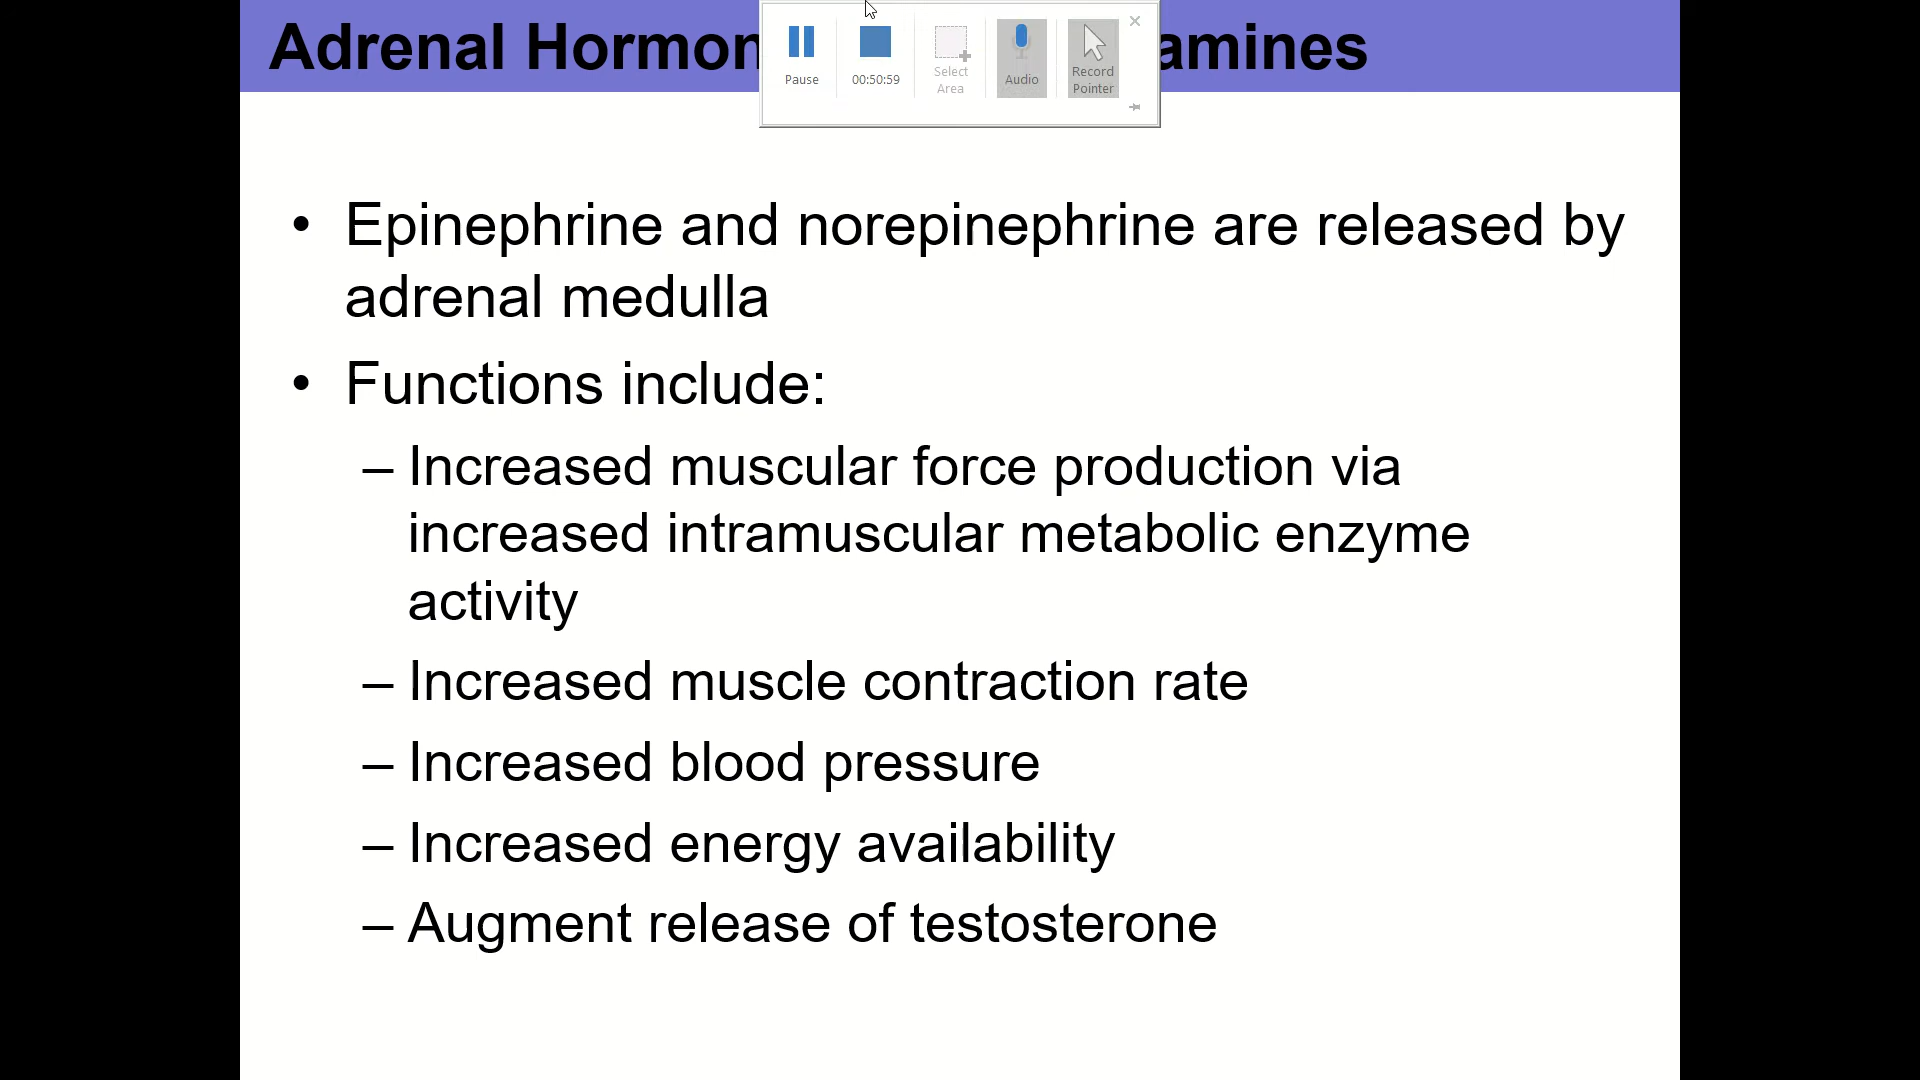 Adrenal Hormon amines
Pause
00:50:59
Select
Area
Audio
Record
Pointer
• Epinephrine and norepinephrine are released by
adrenal medulla
• Functions include:
– Increased muscular force production via
increased intramuscular metabolic enzyme
activity
– Increased muscle contraction rate
– Increased blood pressure
– Increased energy availability
– Augment release of testosterone